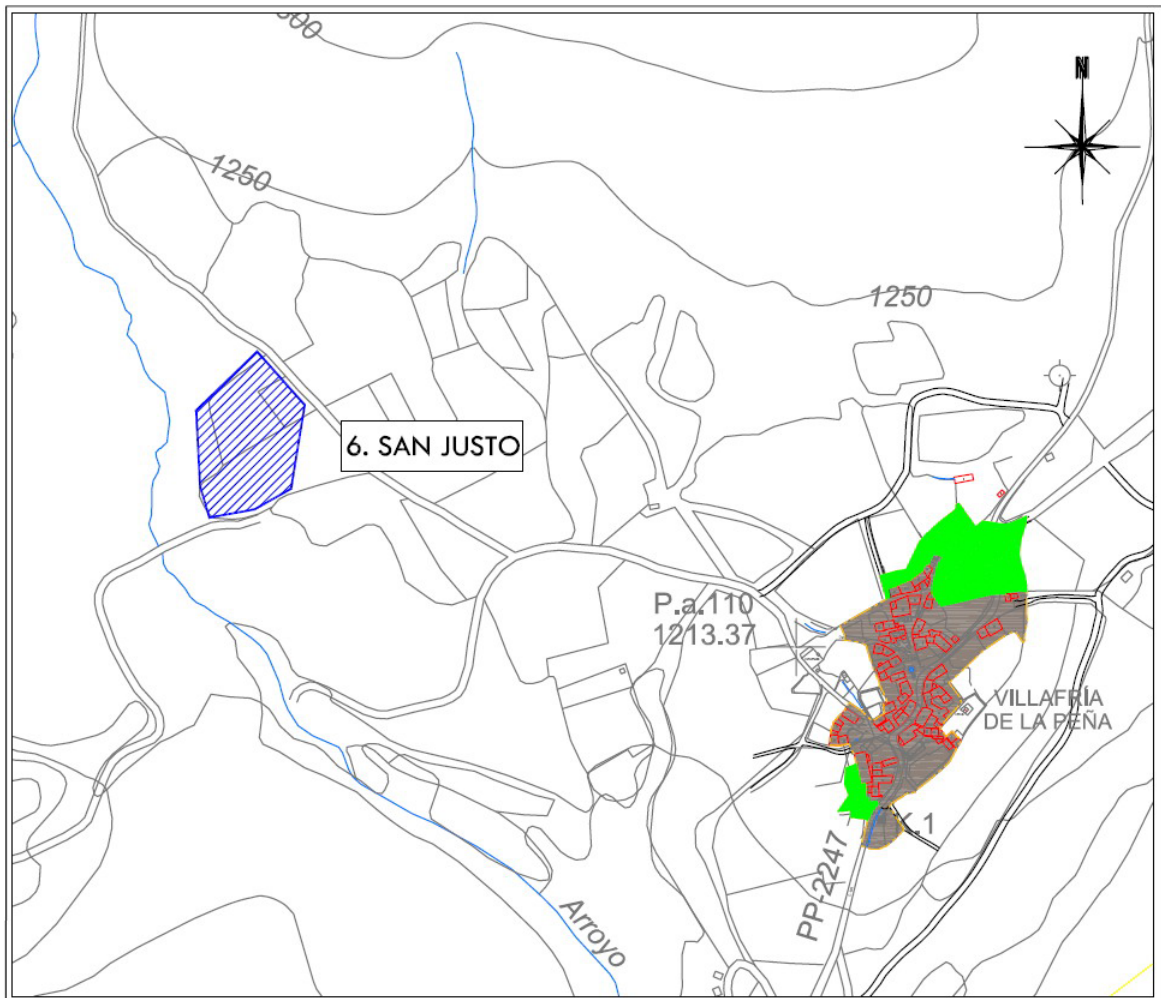 N
1250
1250
6. SAN JUSTO
P.a.110
1213.37
VILLAFRÍA
DE LA PEÑA
PP-2247
Arroyo